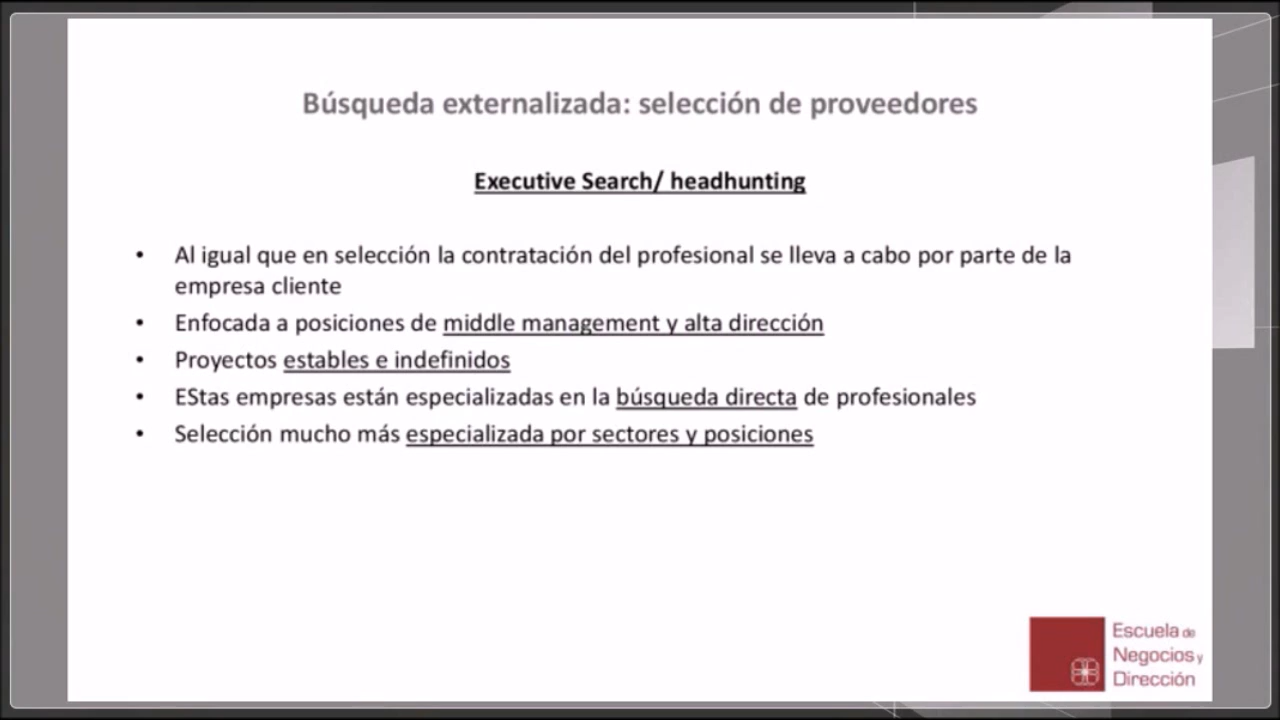 Búsqueda externalizada: selección de proveedores
Executive Search/ headhunting
• Al igual que en selección la contratación del profesional se lleva a cabo por parte de la
empresa cliente
• Enfocada a posiciones de middle management y alta dirección
• Proyectos estables e indefinidos
• EStas empresas están especializadas en la búsqueda directa de profesionales
• Selección mucho más especializada por sectores y posiciones
Escuela de
Negocios y
Dirección